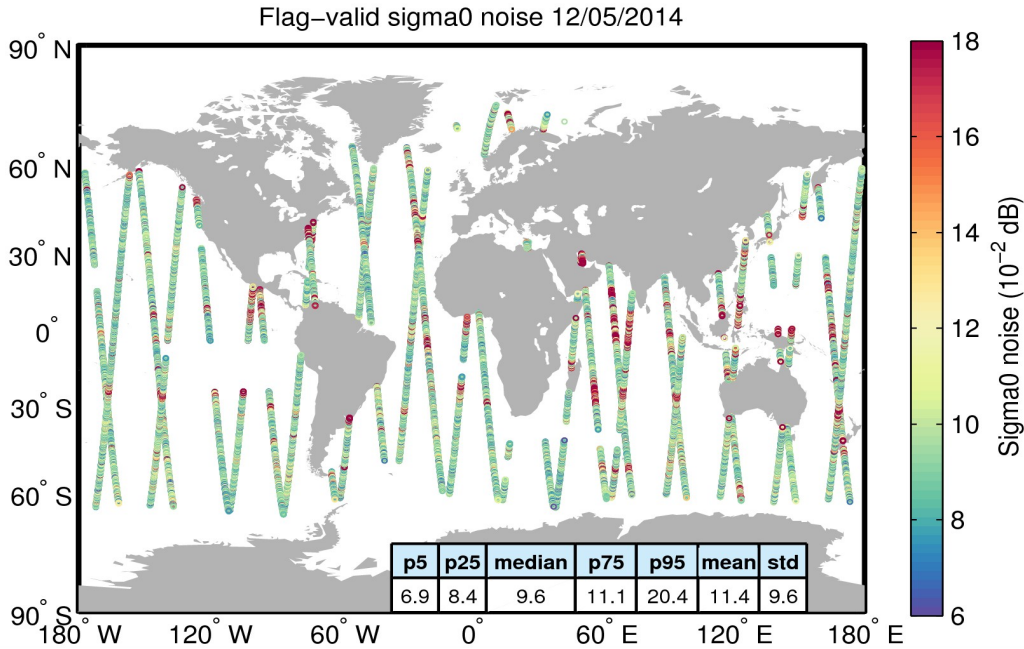 Flag−valid sigma0 noise 12/05/2014
90° N
60° N
30° N
0°
30° S
60° S
90° S
180° W
120° W
60° W
0°
60° E
120° E
180° E
p5 p25 median p75 p95 mean std
6.9 8.4 9.6 11.1 20.4 11.4 9.6
18
16
14
12
10
8
6
Sigma0 noise (10⁻² dB)